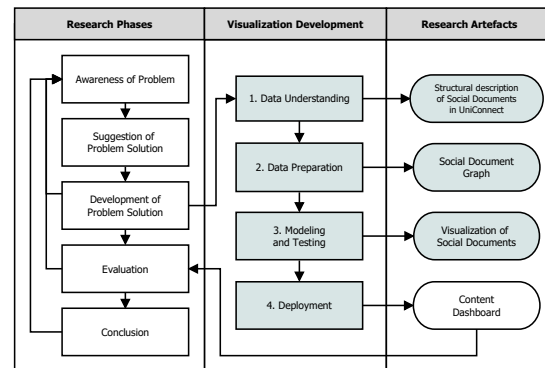 Research Phases
Visualization Development
Research Artefacts
Awareness of Problem
Suggestion of
Problem Solution
Development of
Problem Solution
Evaluation
Conclusion
1. Data Understanding
2. Data Preparation
3. Modeling
and Testing
4. Deployment
Structural description
of Social Documents
in UniConnect
Social Document
Graph
Visualization of
Social Documents
Content
Dashboard